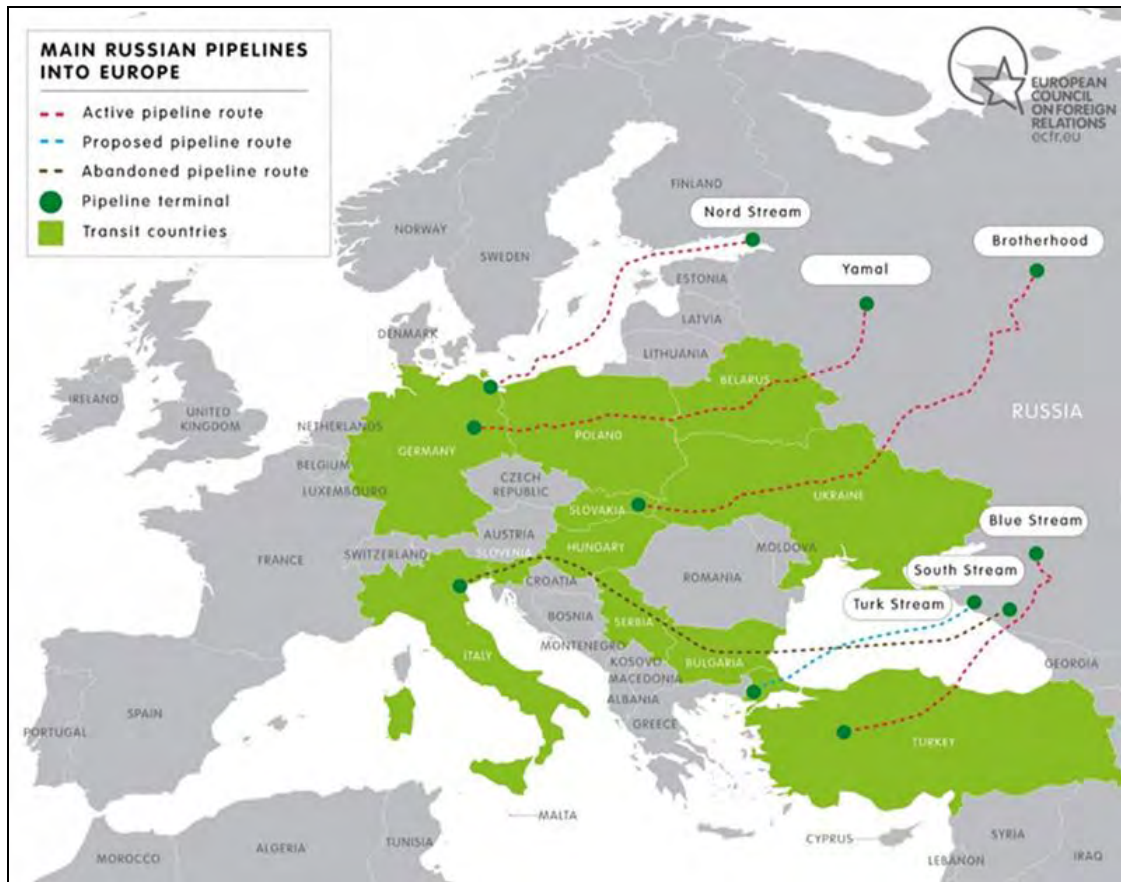 MAIN RUSSIAN PIPELINES
INTO EUROPE
Active pipeline route
Proposed pipeline route
Abandoned pipeline route
Pipeline terminal
Transit countries
EUROPEAN
COUNCIL
ON FOREIGN
RELATIONS
ecfr.eu
FINLAND
NORWAY
Nord Stream
Brotherhood
SWEDEN
Yamal
ESTONIA
LATVIA
DENMARK
LITHUANIA
BELARUS
IRELAND
UNITED
KINGDOM
RUSSIA
NETHERLANDS
POLAND
GERMANY
BELGIUM
CZECH
REPUBLIC
LUXEMBOURG
UKRAINE
SLOVAKIA
Blue Stream
AUSTRIA
FRANCE
SWITZERLAND
SLOVENIA
HUNGARY
MOLDOVA
South Stream
CROATIA
ROMANIA
Turk Stream
BOSNIA
SERBIA
MONTENEGRO
ITALY
KOSOVO
BULGARIA
GEORGIA
MACEDONIA
ALBANIA
PORTUGAL
SPAIN
GREECE
TURKEY
MALTA
SYRIA
CYPRUS
TUNISIA
ALGERIA
MOROCCO
LEBANON
IRAQ